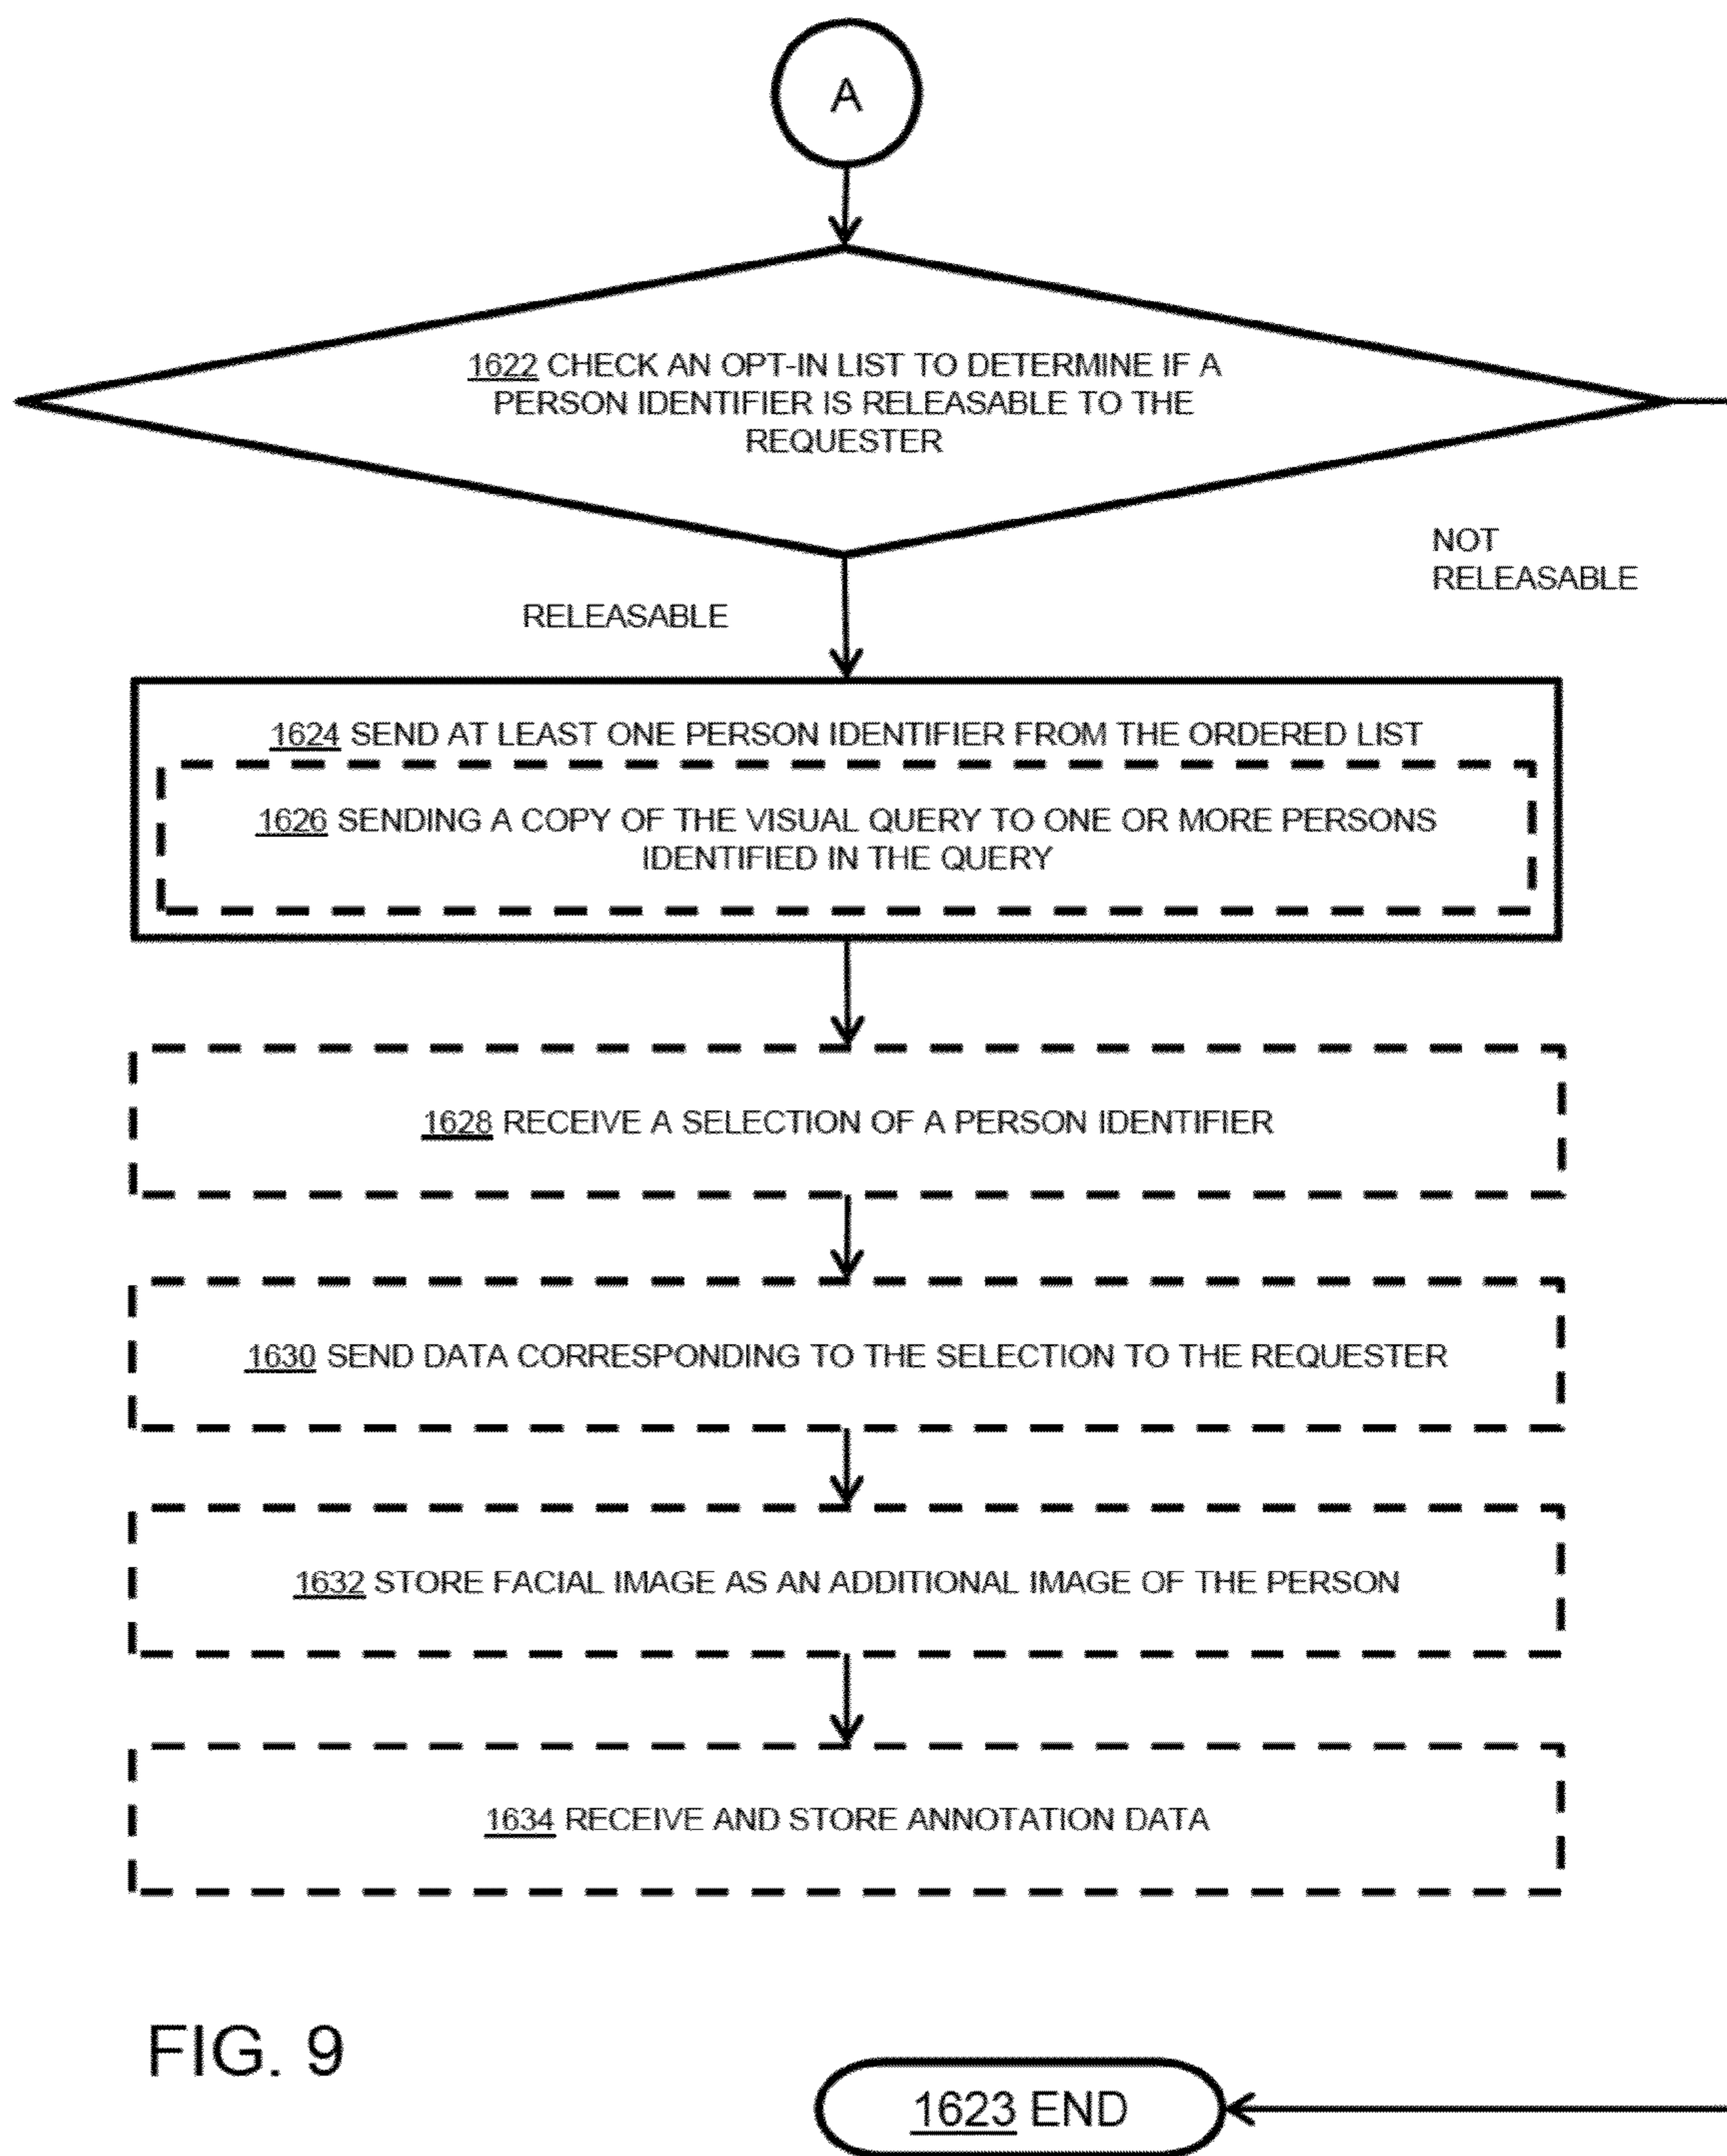 A
1622 CHECK AN OPT-IN LIST TO DETERMINE IF A
PERSON IDENTIFIER IS RELEASABLE TO THE
REQUESTER
NOT
RELEASABLE
RELEASABLE
1624 SEND AT LEAST ONE PERSON IDENTIFIER FROM THE ORDERED LIST
1626 SENDING A COPY OF THE VISUAL QUERY TO ONE OR MORE PERSONS
IDENTIFIED IN THE QUERY
1628 RECEIVE A SELECTION OF A PERSON IDENTIFIER
1630 SEND DATA CORRESPONDING TO THE SELECTION TO THE REQUESTER
1632 STORE FACIAL IMAGE AS AN ADDITIONAL IMAGE OF THE PERSON
1634 RECEIVE AND STORE ANNOTATION DATA
FIG. 9
1623 END